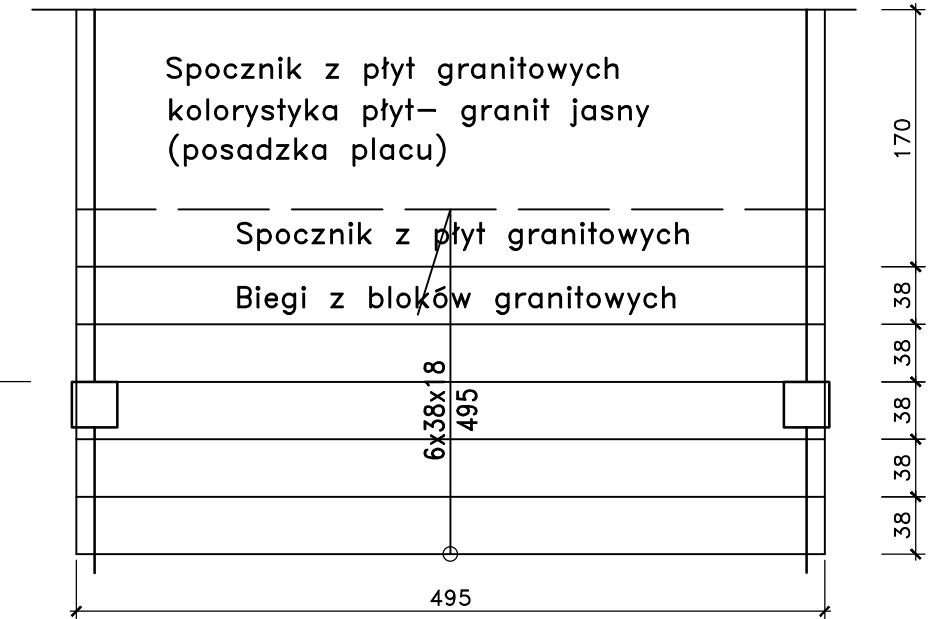 Spocznik z płyt granitowych
kolorystyka płyt– granit jasny
(posadzka placu)
170
Spocznik z płyt granitowych
38
Biegi z bloków granitowych
38
6x38x18
495
38
38
38
495